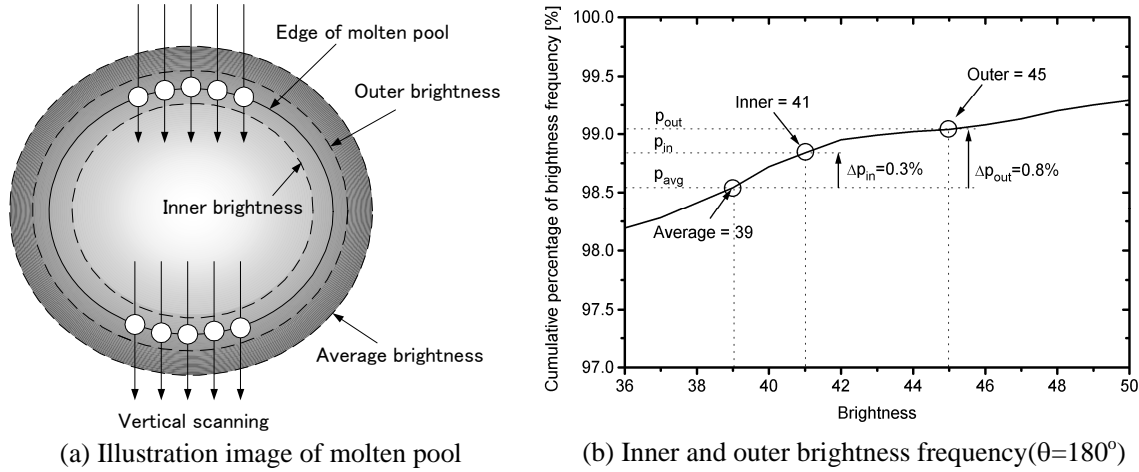 Edge of molten pool
Outer brightness
Inner brightness
Average brightness
Vertical scanning
(a) Illustration image of molten pool
Cumulative percentage of brightness frequency [%]
100.0
99.5
99.0
98.5
98.0
97.5
97.0
36
38
40
42
44
46
48
50
Brightness
Outer = 45
Inner = 41
Average = 39
p_out
p_in
p_avg
Δp_in=0.3%
Δp_out=0.8%
(b) Inner and outer brightness frequency(θ=180°)